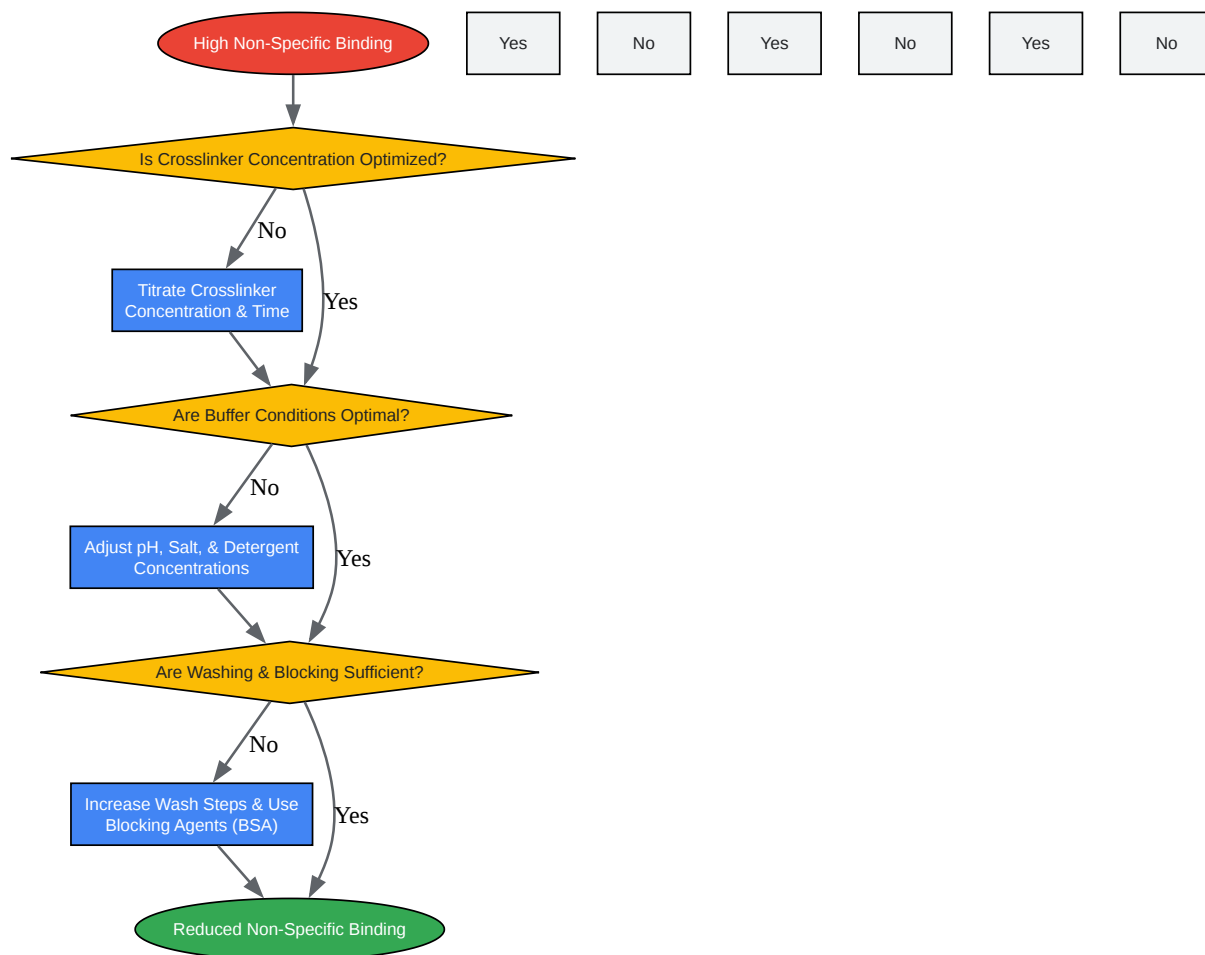 High Non-Specific Binding
Yes
No
Yes
No
Yes
No
Is Crosslinker Concentration Optimized?
No
Titrate Crosslinker
Concentration & Time
Yes
Are Buffer Conditions Optimal?
No
Adjust pH, Salt, & Detergent
Concentrations
Yes
Are Washing & Blocking Sufficient?
No
Increase Wash Steps & Use
Blocking Agents (BSA)
Yes
Reduced Non-Specific Binding